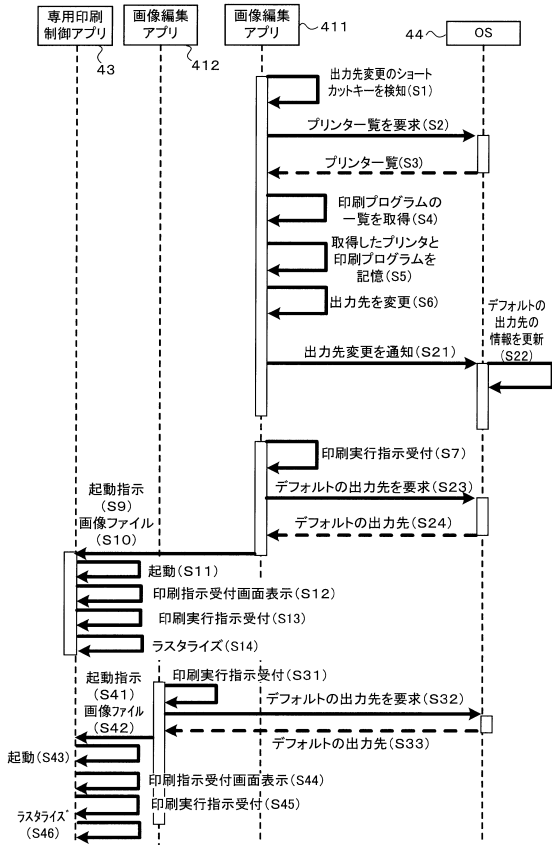 専用印刷
制御アプリ
43
画像編集
アプリ
412
画像編集
アプリ
411
44
OS
出力先変更のショート
カットキーを検知(S1)
プリンタ一覧を要求(S2)
プリンター覧(S3)
印刷プログラムの
一覧を取得(S4)
取得したプリンタと
印刷プログラムを
記憶(S5)
出力先を変更(S6)
出力先変更を通知(S21)
デフォルトの
出力先の
情報を更新
(S22)
印刷実行指示受付(S7)
デフォルトの出力先を要求(S23)
デフォルトの出力先(S24)
起動指示
(S9)
画像ファイル
(S10)
起動(S11)
印刷指示受付画面表示(S12)
印刷実行指示受付(S13)
ラスタライズ(S14)
印刷実行指示受付(S31)
起動指示
(S41)
画像ファイル
(S42)
デフォルトの出力先を要求(S32)
デフォルトの出力先(S33)
起動(S43)
印刷指示受付画面表示(S44)
印刷実行指示受付(S45)
ラスタライズ
(S46)